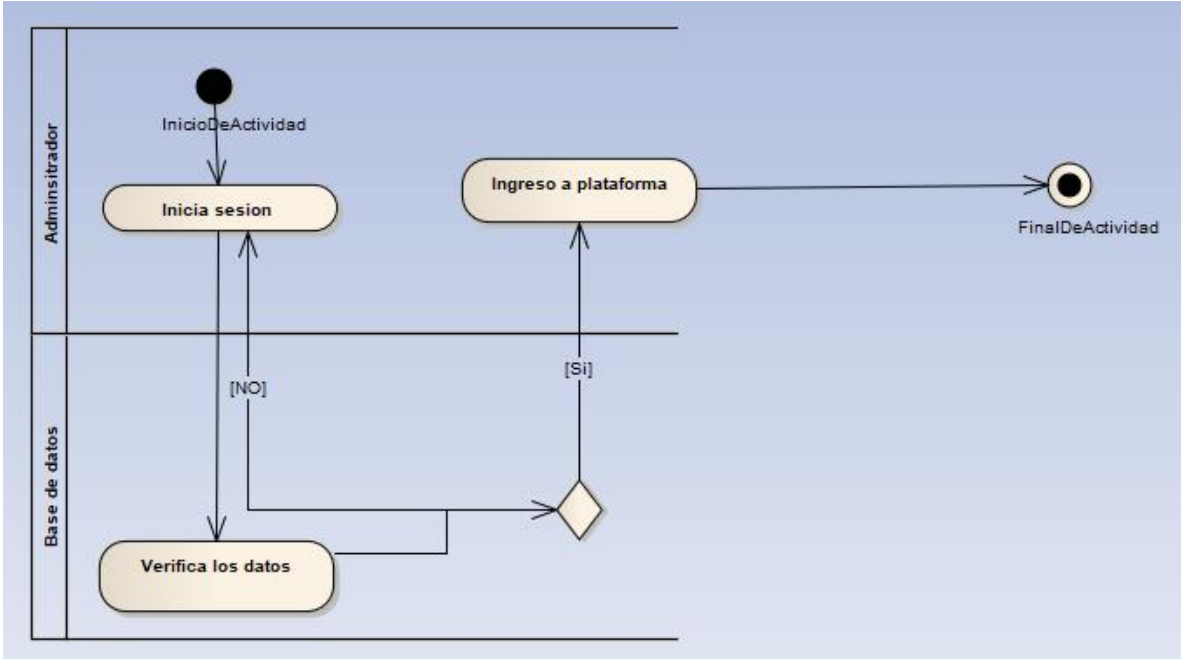 Adminsitrador
InicioDeActividad
Inicia sesion
Ingreso a plataforma
FinalDeActividad
Base de datos
[NO]
[Si]
Verifica los datos